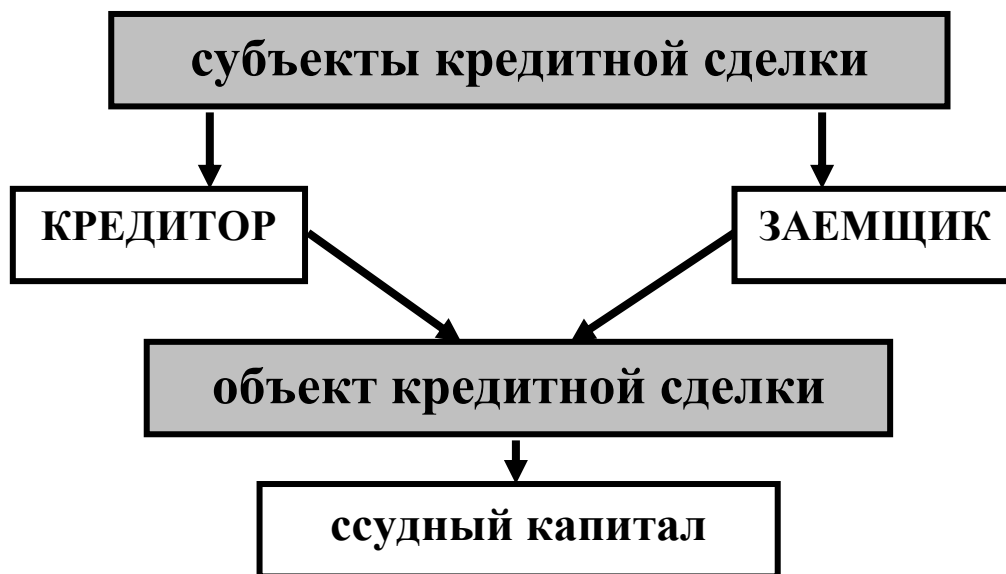 субъекты кредитной сделки
КРЕДИТОР
ЗАЕМЩИК
объект кредитной сделки
ссудный капитал